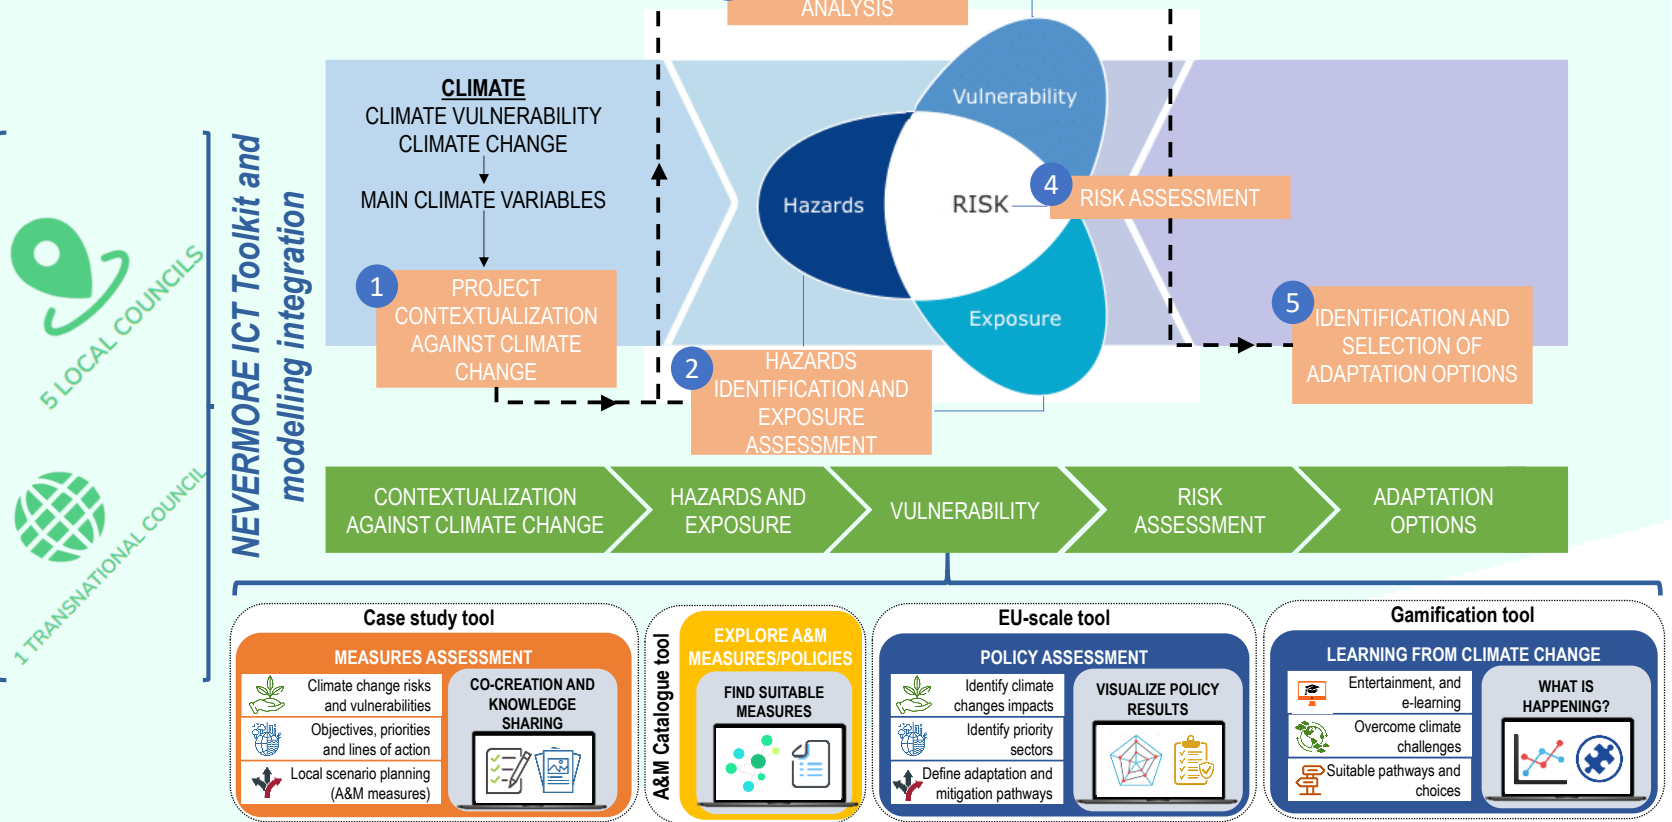 ANALYSIS
CLIMATE
CLIMATE VULNERABILITY
CLIMATE CHANGE
MAIN CLIMATE VARIABLES
1
PROJECT
CONTEXTUALIZATION
AGAINST CLIMATE
CHANGE
2
HAZARDS
IDENTIFICATION AND
EXPOSURE
ASSESSMENT
Vulnerability
Hazards
RISK
Exposure
4
RISK ASSESSMENT
5
IDENTIFICATION AND
SELECTION OF
ADAPTATION OPTIONS
5 LOCAL COUNCILS
1 TRANSNATIONAL COUNCIL
NEVERMORE ICT Toolkit and
modelling integration
CONTEXTUALIZATION
AGAINST CLIMATE CHANGE
HAZARDS AND
EXPOSURE
VULNERABILITY
RISK
ASSESSMENT
ADAPTATION
OPTIONS
Case study tool
MEASURES ASSESSMENT
Climate change risks
and vulnerabilities
Objectives, priorities
and lines of action
Local scenario planning
(A&M measures)
CO-CREATION AND
KNOWLEDGE
SHARING
A&M Catalogue tool
EXPLORE A&M
MEASURES/POLICIES
FIND SUITABLE
MEASURES
EU-scale tool
POLICY ASSESSMENT
Identify climate
changes impacts
Identify priority
sectors
Define adaptation and
mitigation pathways
VISUALIZE POLICY
RESULTS
Gamification tool
LEARNING FROM CLIMATE CHANGE
Entertainment, and
e-learning
Overcome climate
challenges
Suitable pathways and
choices
WHAT IS
HAPPENING?